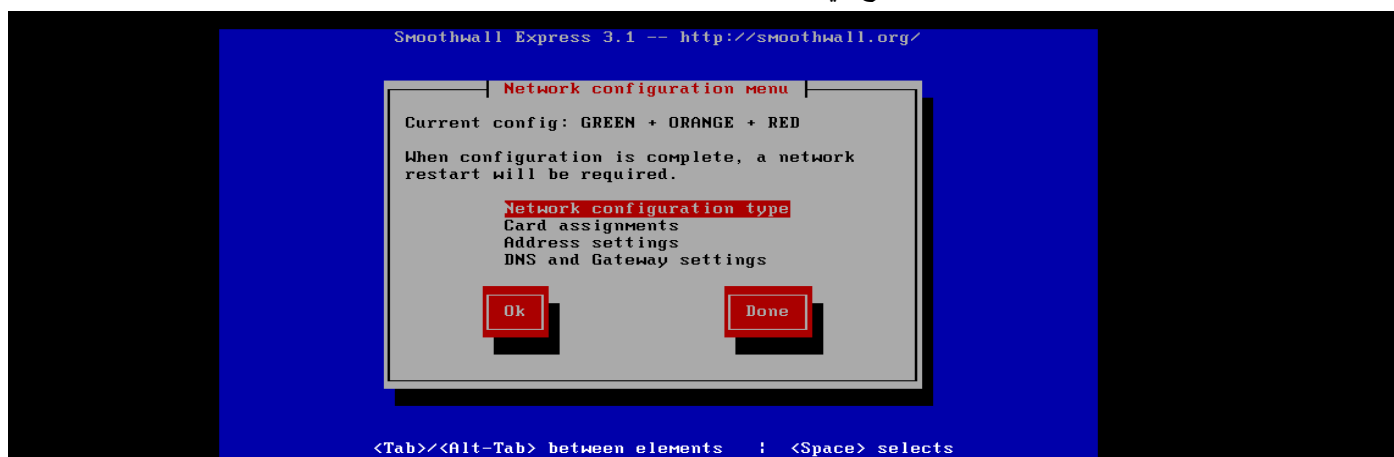 Smoothwall Express 3.1 -- http://smoothwall.org/
Network configuration menu
Current config: GREEN + ORANGE + RED
When configuration is complete, a network
restart will be required.
Network configuration type
Card assignments
Address settings
DNS and Gateway settings
Ok Done
<Tab>/<Alt-Tab> between elements | <Space> selects